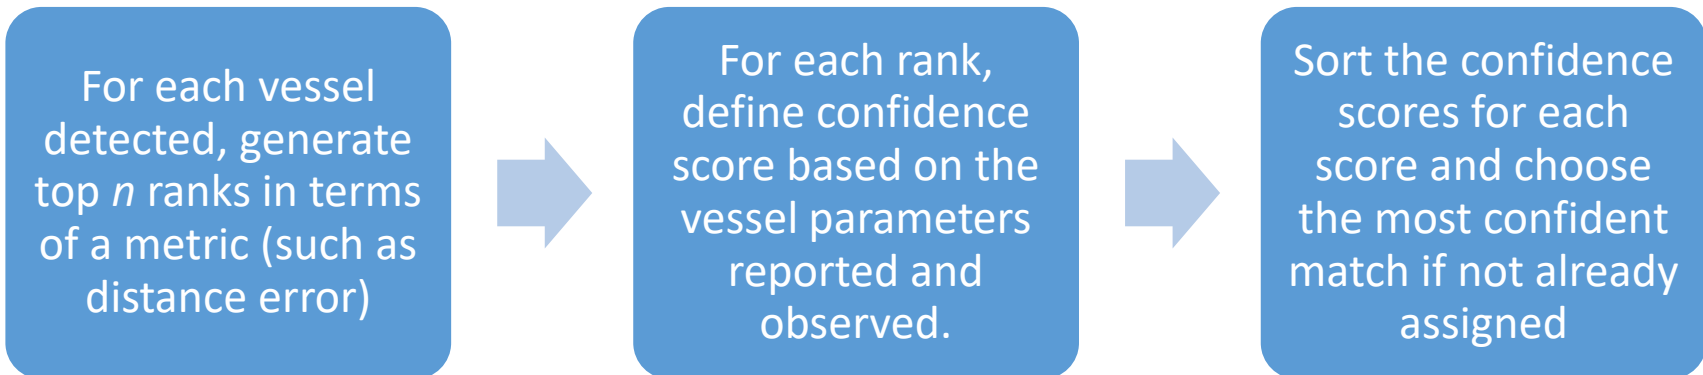 For each vessel
detected, generate
top n ranks in terms
of a metric (such as
distance error)
For each rank,
define confidence
score based on the
vessel parameters
reported and
observed.
Sort the confidence
scores for each
score and choose
the most confident
match if not already
assigned